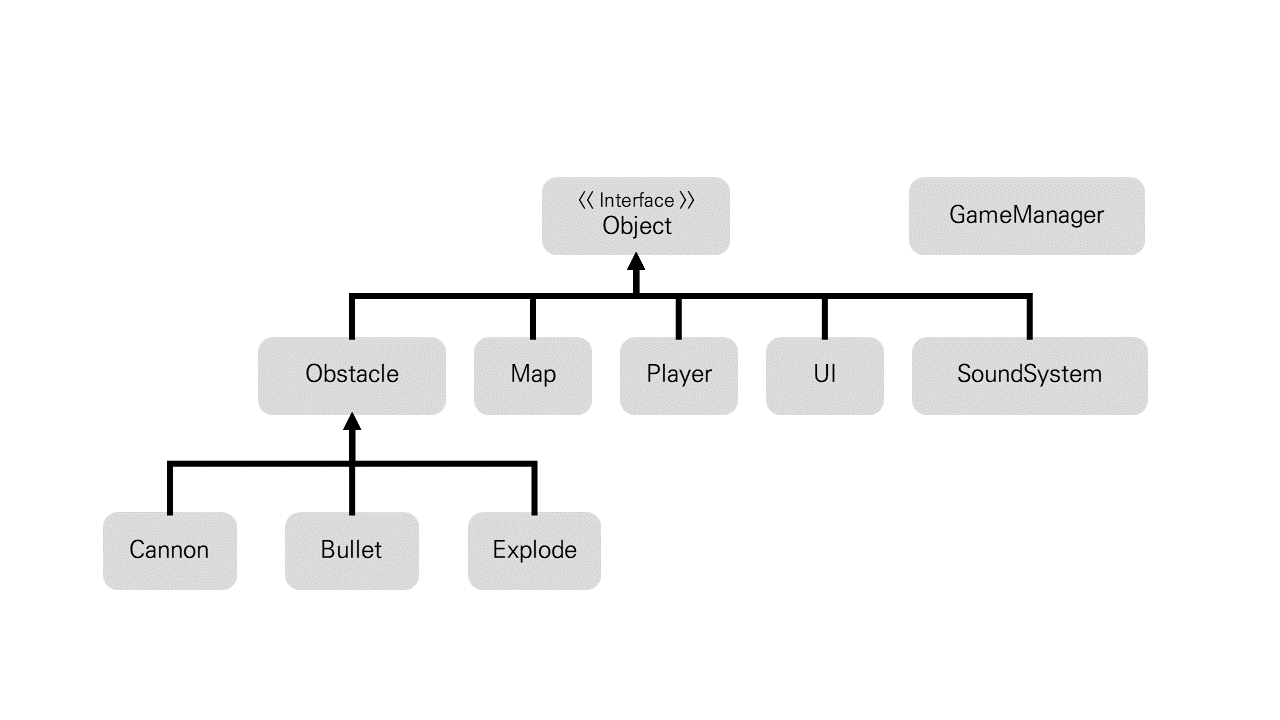 《 Interface 》
Object
GameManager
Obstacle
Map
Player
UI
SoundSystem
Cannon
Bullet
Explode